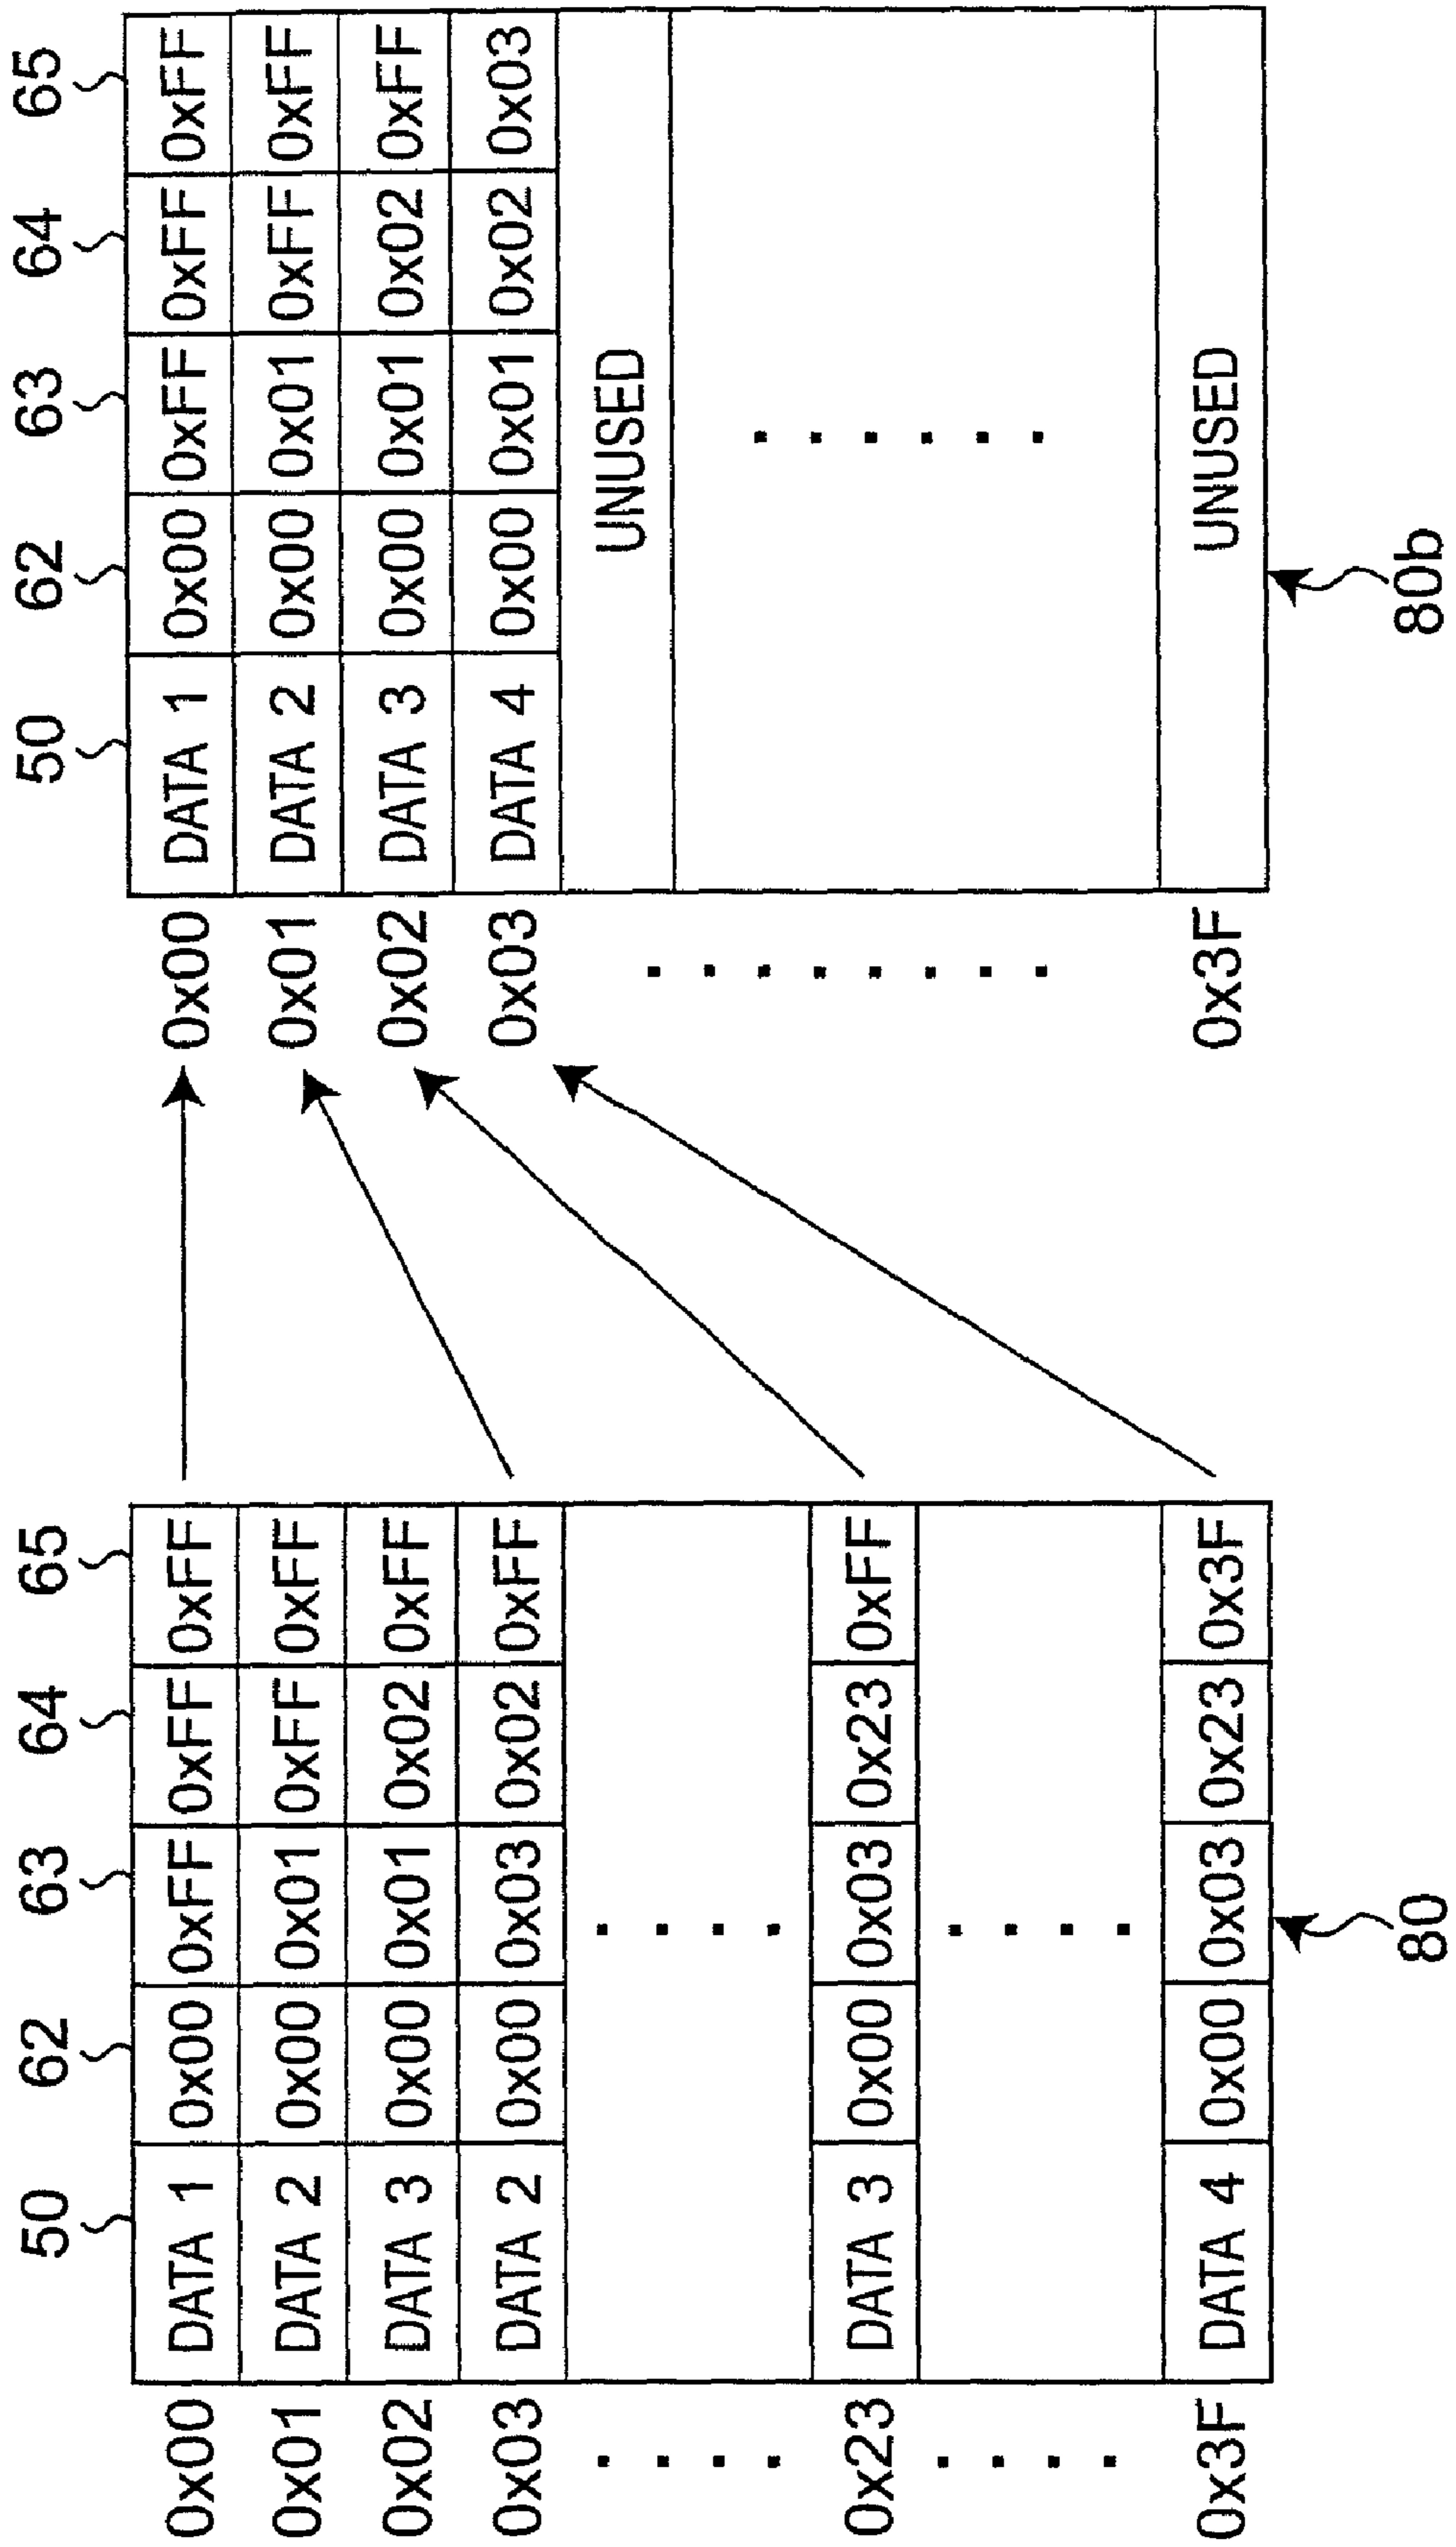 50 62 63 64 65
0x00 DATA 1 0x00 0xFF 0xFF 0xFF
0x01 DATA 2 0x00 0x01 0xFF 0xFF
0x02 DATA 3 0x00 0x01 0x02 0xFF
0x03 DATA 2 0x00 0x03 0x02 0xFF
0x23 DATA 3 0x00 0x03 0x23 0xFF
0x3F DATA 4 0x00 0x03 0x23 0x3F
80
50 62 63 64 65
0x00 DATA 1 0x00 0xFF 0xFF 0xFF
0x01 DATA 2 0x00 0x01 0xFF 0xFF
0x02 DATA 3 0x00 0x01 0x02 0xFF
0x03 DATA 4 0x00 0x01 0x02 0x03
UNUSED
0x3F UNUSED
80b